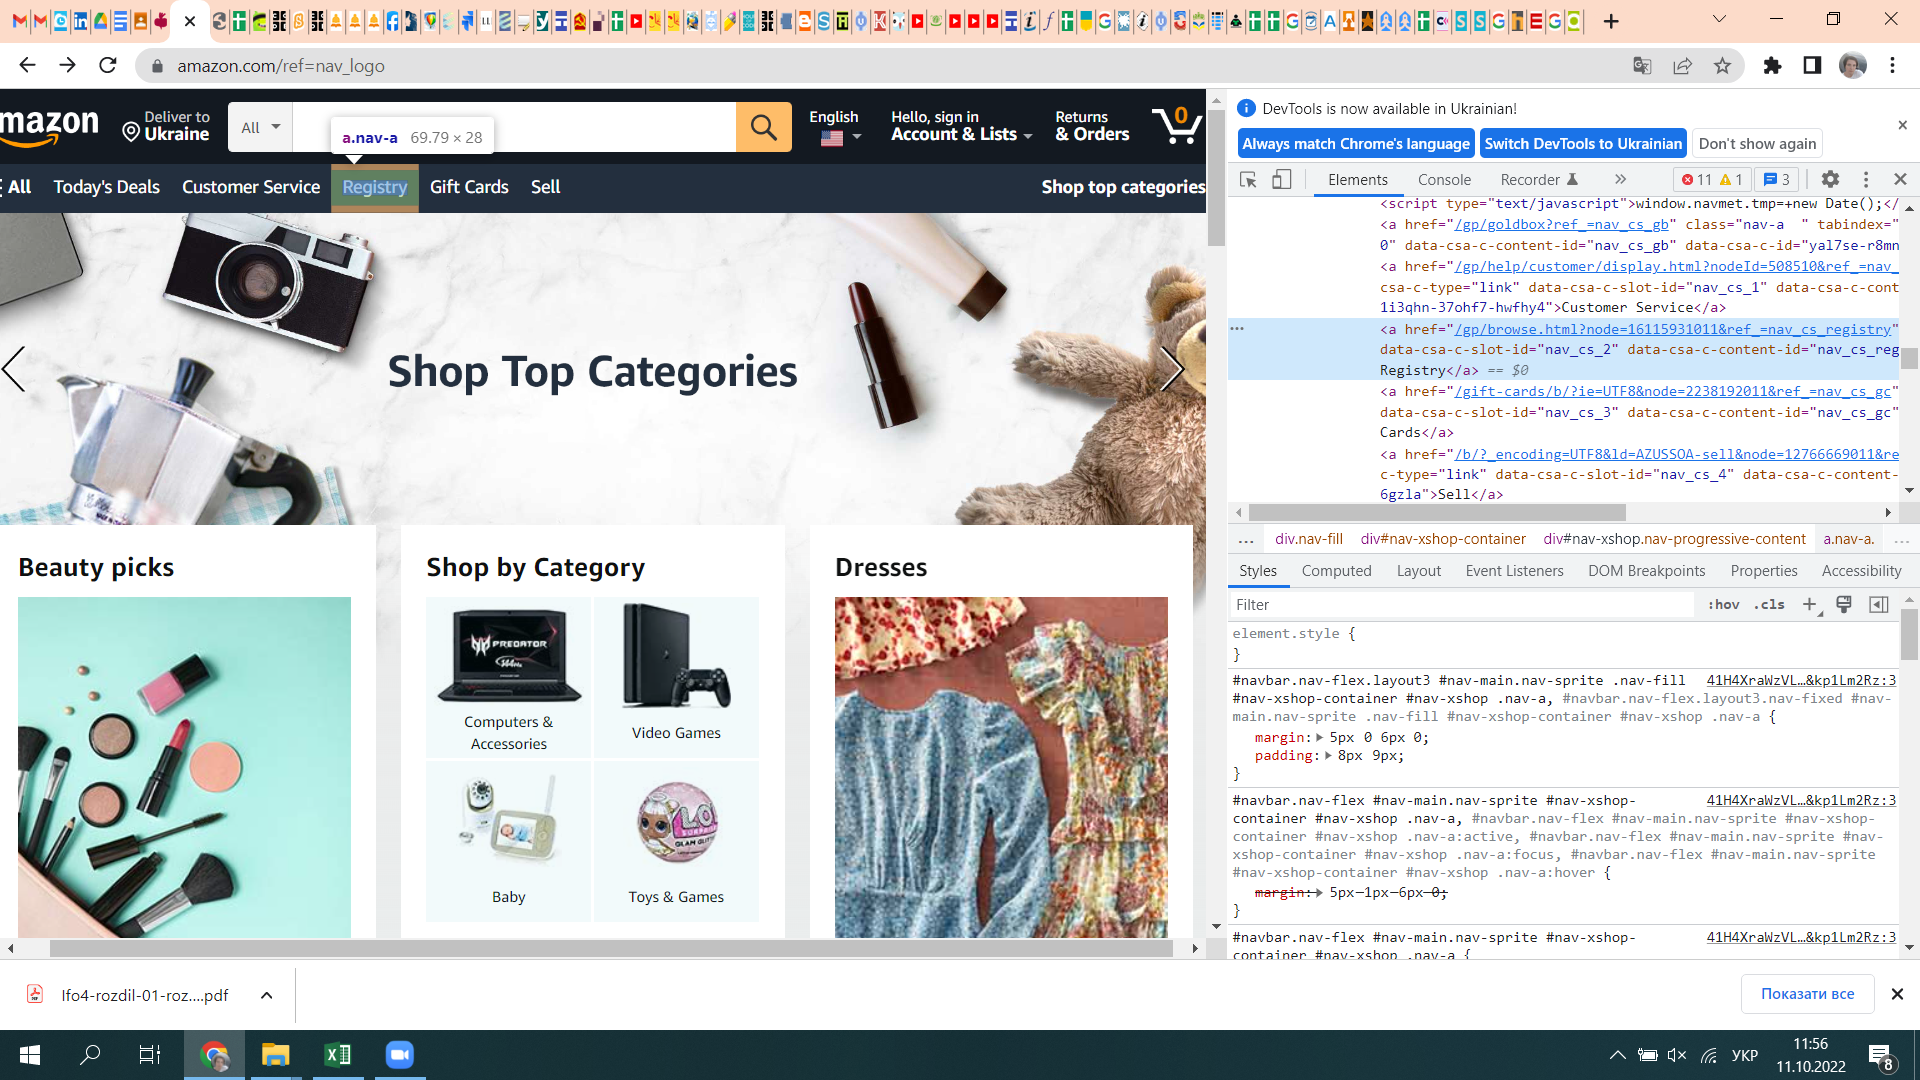 amazon.com/ref=nav_logo
mazon
Deliver to
Ukraine
All
a.nav-a 69.79 × 28
English
Hello, sign in
Account & Lists
Returns
& Orders
0
All
Today's Deals
Customer Service
Registry
Gift Cards
Sell
Shop top categories
Shop Top Categories
Beauty picks
Shop by Category
PREDATOR
144Hz
Computers &
Accessories
Video Games
Baby
Toys & Games
Dresses
DevTools is now available in Ukrainian!
Always match Chrome's language
Switch DevTools to Ukrainian
Don't show again
Elements
Console
Recorder
11
1
3
<script type="text/javascript">window.navmet.tmp=+new Date();</
<a href="/gp/goldbox?ref_=nav_cs_gb" class="nav-a  " tabindex="
0" data-csa-c-content-id="nav_cs_gb" data-csa-c-id="yal7se-r8mn
<a href="/gp/help/customer/display.html?nodeId=508510&ref_=nav_
csa-c-type="link" data-csa-c-slot-id="nav_cs_1" data-csa-c-cont
1i3qhn-37ohf7-hwfhy4">Customer Service</a>
<a href="/gp/browse.html?node=16115931011&ref_=nav_cs_registry"
data-csa-c-slot-id="nav_cs_2" data-csa-c-content-id="nav_cs_reg
Registry</a> == $0
<a href="/gift-cards/b/?ie=UTF8&node=2238192011&ref_=nav_cs_gc"
data-csa-c-slot-id="nav_cs_3" data-csa-c-content-id="nav_cs_gc"
Cards</a>
<a href="/b/?_encoding=UTF8&ld=AZUSSOA-sell&node=12766669011&re
c-type="link" data-csa-c-slot-id="nav_cs_4" data-csa-c-content-
6gzla">Sell</a>
... div.nav-fill div#nav-xshop-container div#nav-xshop.nav-progressive-content a.nav-a. ...
Styles
Computed
Layout
Event Listeners
DOM Breakpoints
Properties
Accessibility
Filter
:hov .cls
element.style {
}
#navbar.nav-flex.layout3 #nav-main.nav-sprite .nav-fill 41H4XraWzVL…&kp1Lm2Rz:3
#nav-xshop-container #nav-xshop .nav-a, #navbar.nav-flex.layout3.nav-fixed #nav-
main.nav-sprite .nav-fill #nav-xshop-container #nav-xshop .nav-a {
margin: 5px 0 6px 0;
padding: 8px 9px;
}
#navbar.nav-flex #nav-main.nav-sprite #nav-xshop- 41H4XraWzVL…&kp1Lm2Rz:3
container #nav-xshop .nav-a, #navbar.nav-flex #nav-main.nav-sprite #nav-xshop-
container #nav-xshop .nav-a:active, #navbar.nav-flex #nav-main.nav-sprite #nav-
xshop-container #nav-xshop .nav-a:focus, #navbar.nav-flex #nav-main.nav-sprite
#nav-xshop-container #nav-xshop .nav-a:hover {
margin: 5px 1px 6px 0;
}
#navbar.nav-flex #nav-main.nav-sprite #nav-xshop- 41H4XraWzVL…&kp1Lm2Rz:3
container #nav-xshop .nav-a {
Ifo4-rozdil-01-roz....pdf
Показати все
УКР
11:56
11.10.2022
8